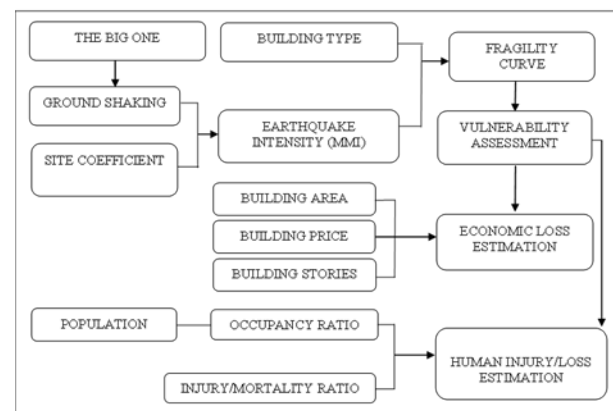 THE BIG ONE
BUILDING TYPE
FRAGILITY
CURVE
GROUND SHAKING
EARTHQUAKE
INTENSITY (MMI)
VULNERABILITY
ASSESSMENT
SITE COEFFICIENT
BUILDING AREA
BUILDING PRICE
ECONOMIC LOSS
ESTIMATION
BUILDING STORIES
POPULATION
OCCUPANCY RATIO
HUMAN INJURY/LOSS
ESTIMATION
INJURY/MORTALITY RATIO